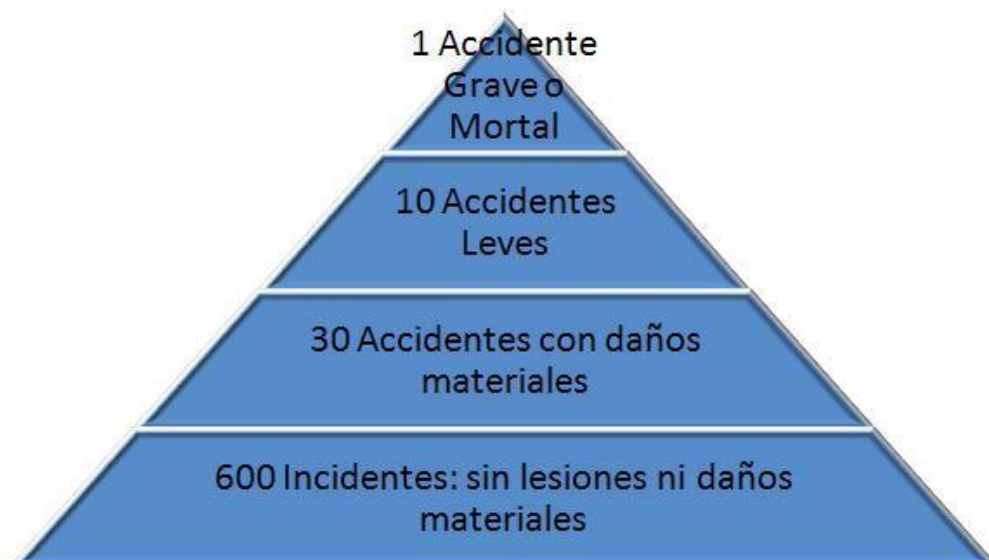 1 Accidente
Grave o
Mortal
10 Accidentes
Leves
30 Accidentes con daños
materiales
600 Incidentes: sin lesiones ni daños
materiales